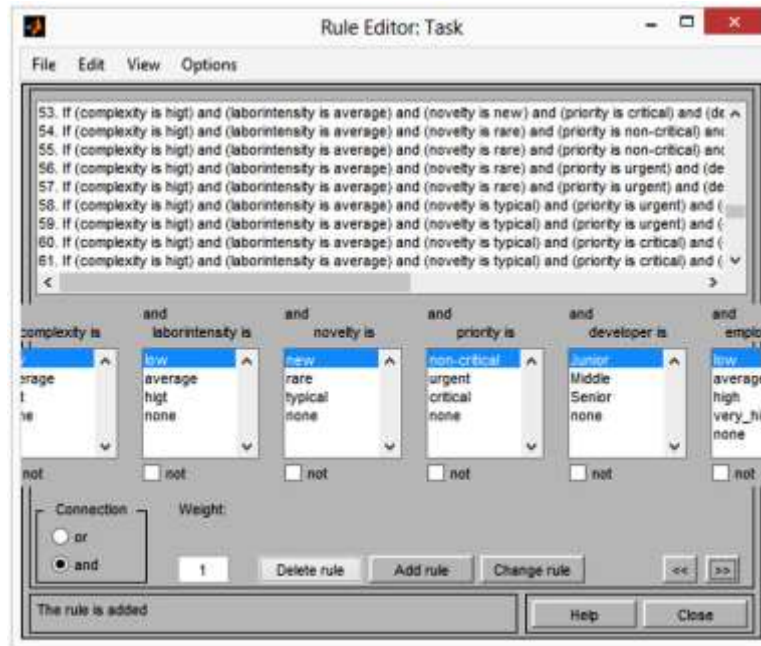 Rule Editor: Task
File Edit View Options
53. If (complexity is higt) and (laborintensity is average) and (novelty is new) and (priority is critical) and (de
54. If (complexity is higt) and (laborintensity is average) and (novelty is rare) and (priority is non-critical) and
55. If (complexity is higt) and (laborintensity is average) and (novelty is rare) and (priority is non-critical) and
56. If (complexity is higt) and (laborintensity is average) and (novelty is rare) and (priority is urgent) and (de
57. If (complexity is higt) and (laborintensity is average) and (novelty is rare) and (priority is urgent) and (de
58. If (complexity is higt) and (laborintensity is average) and (novelty is typical) and (priority is urgent) and (
59. If (complexity is higt) and (laborintensity is average) and (novelty is typical) and (priority is urgent) and (
60. If (complexity is higt) and (laborintensity is average) and (novelty is typical) and (priority is critical) and (
61. If (complexity is higt) and (laborintensity is average) and (novelty is typical) and (priority is critical) and (
and and and and and
complexity is laborintensity is novelty is priority is developer is emplo
low new non-critical Junior low
erage average rare urgent Middle average
t higt typical critical Senior high
ne none none none none very_hi
none
not not not not not not
Connection Weight:
or
and 1 Delete rule Add rule Change rule << >>
The rule is added Help Close